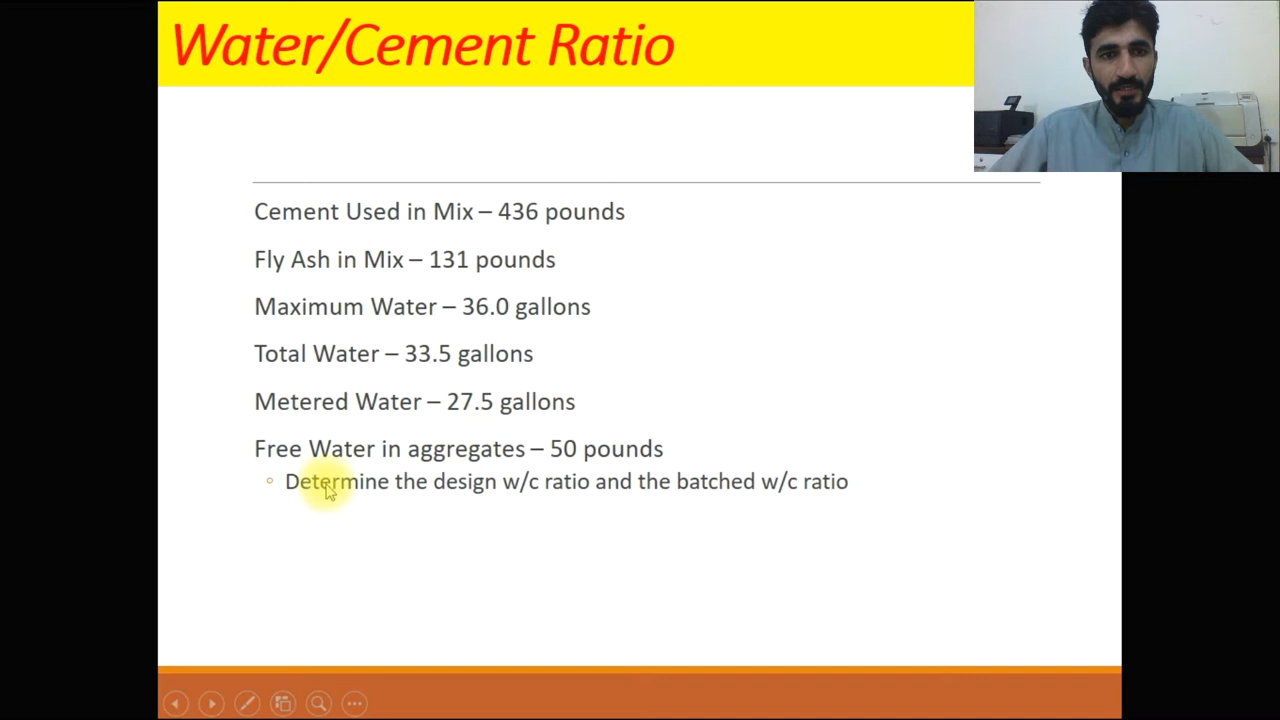 Water/Cement Ratio
Cement Used in Mix – 436 pounds
Fly Ash in Mix – 131 pounds
Maximum Water – 36.0 gallons
Total Water – 33.5 gallons
Metered Water – 27.5 gallons
Free Water in aggregates – 50 pounds
Determine the design w/c ratio and the batched w/c ratio